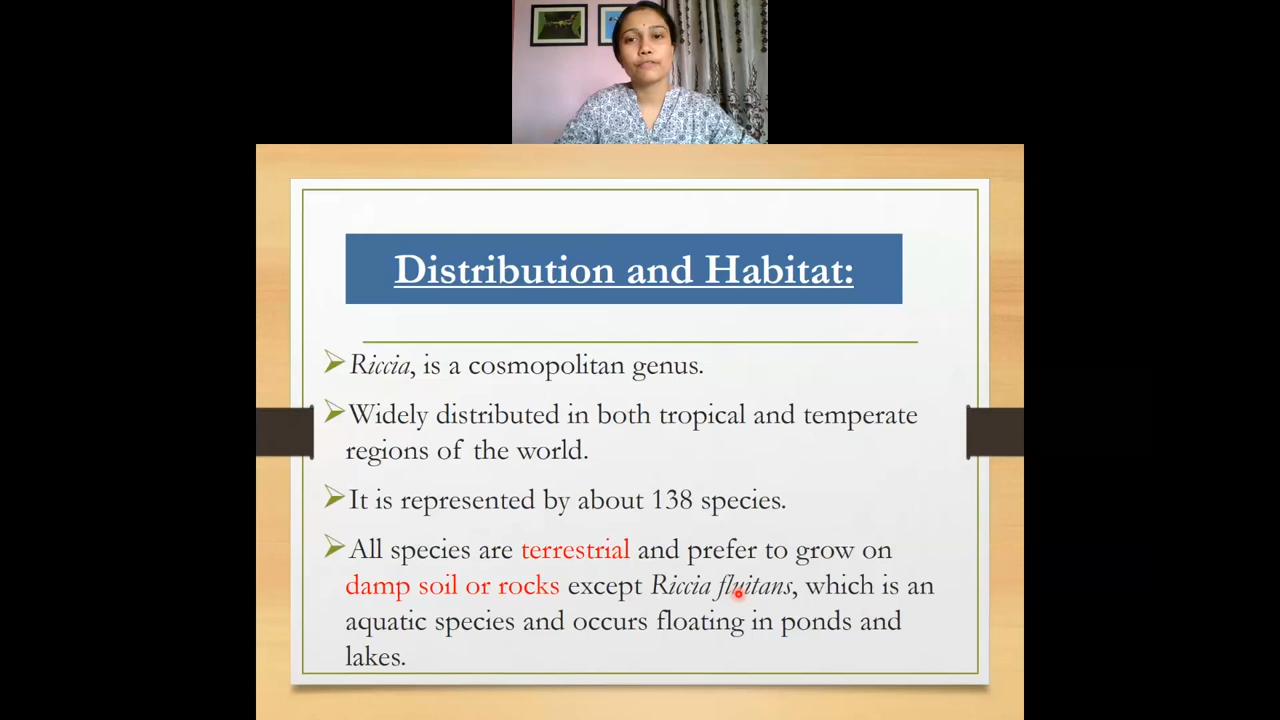 Distribution and Habitat:
Riccia, is a cosmopolitan genus.
Widely distributed in both tropical and temperate
regions of the world.
It is represented by about 138 species.
All species are terrestrial and prefer to grow on
damp soil or rocks except Riccia fluitans, which is an
aquatic species and occurs floating in ponds and
lakes.